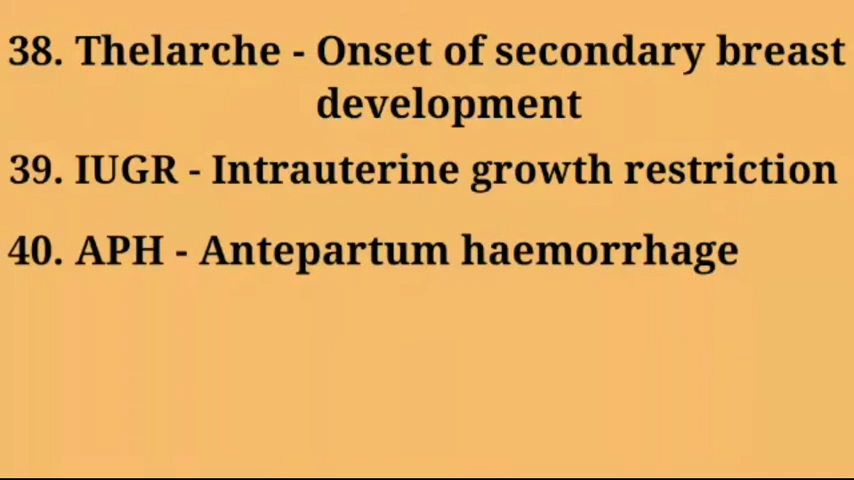 38. Thelarche - Onset of secondary breast
development
39. IUGR - Intrauterine growth restriction
40. APH - Antepartum haemorrhage